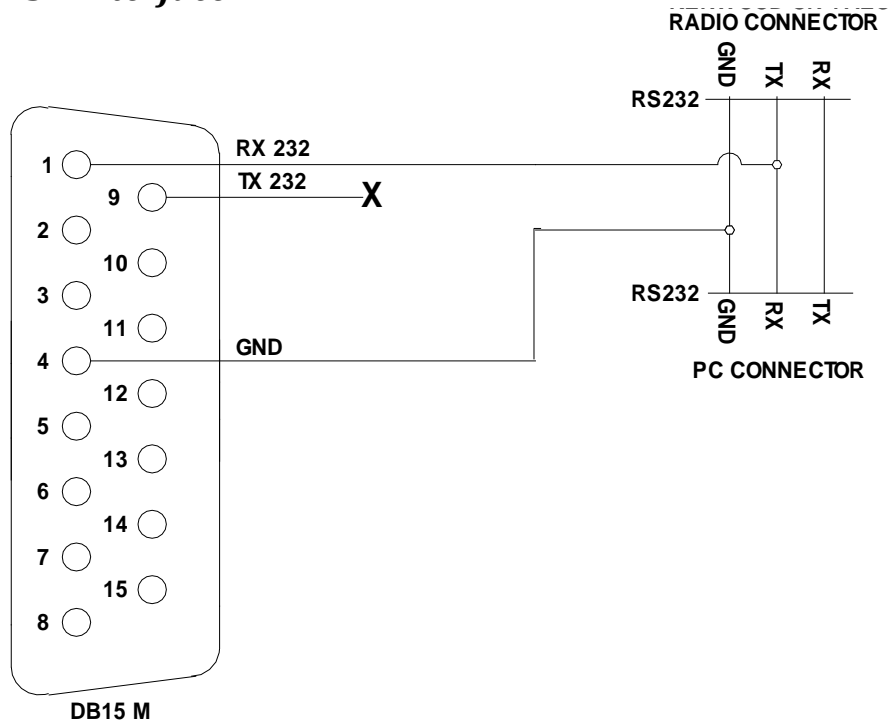 RADIO CONNECTOR
GND TX RX
RS232
1 RX 232
9 TX 232 X
2
10
3
RS232
11
GND RX TX
4 GND
PC CONNECTOR
12
5
13
6
14
7
15
8
DB15 M